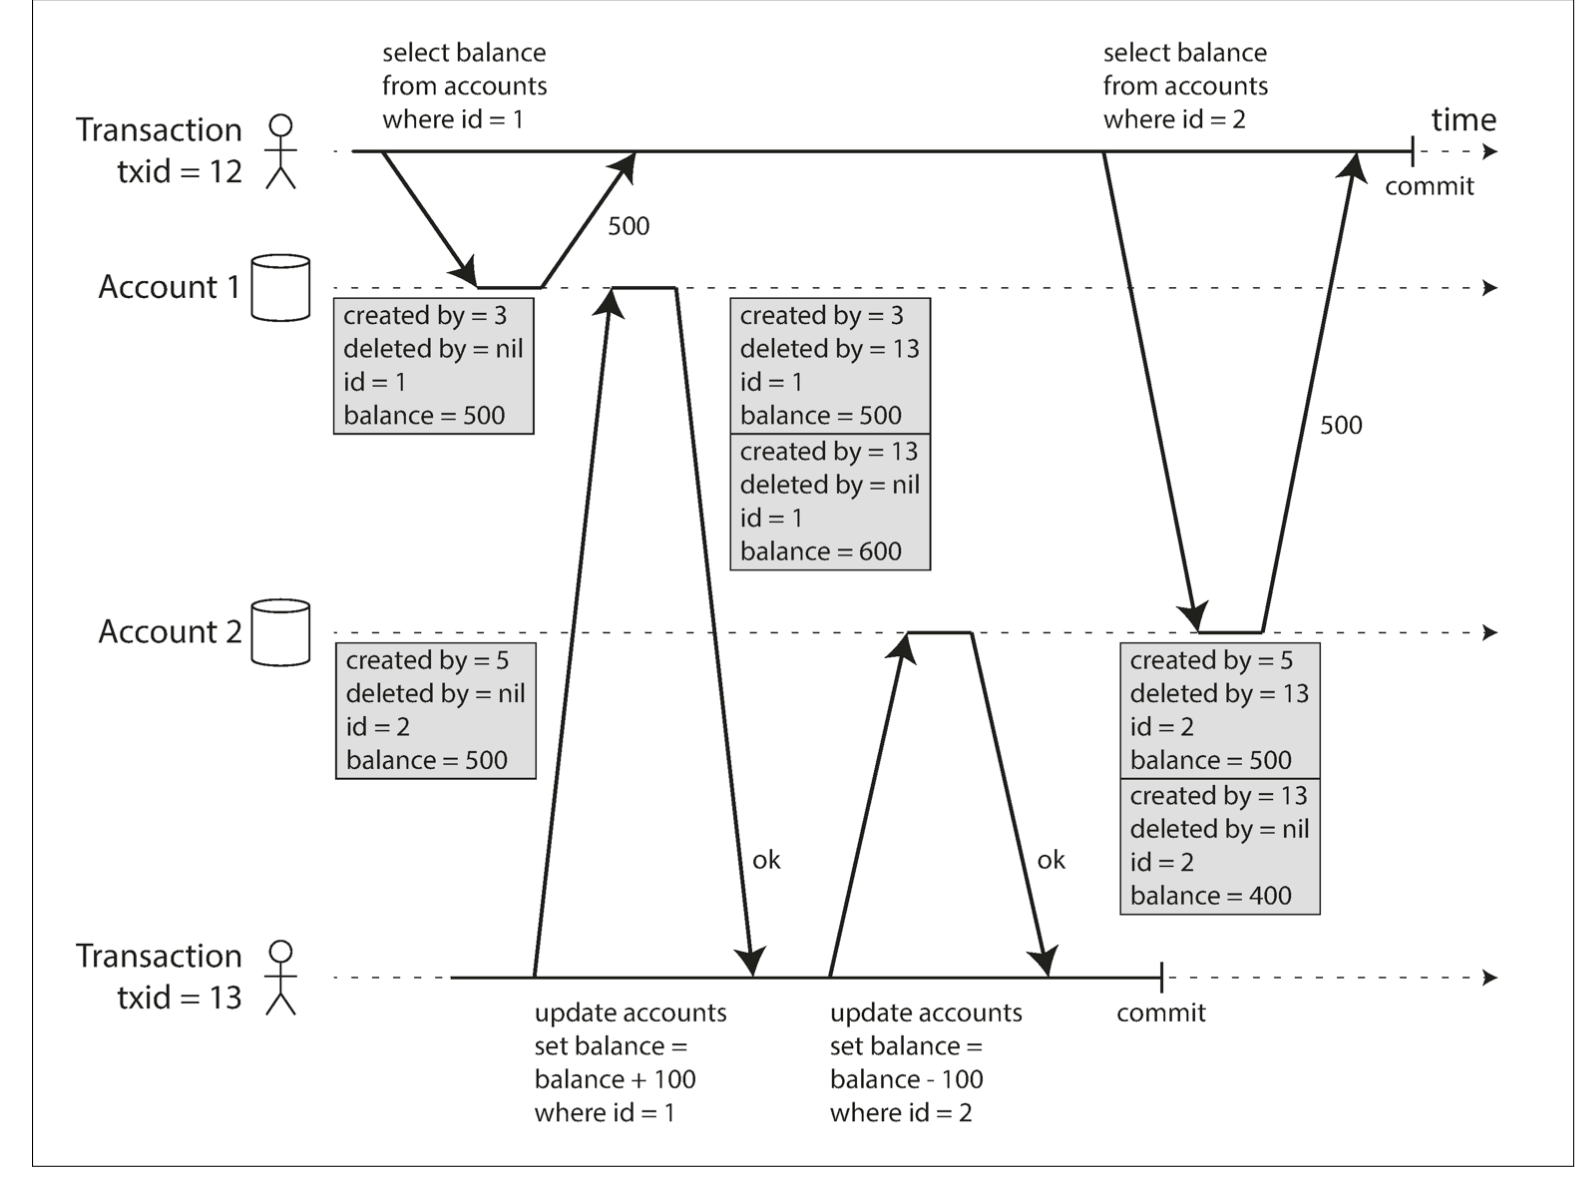 select balance
from accounts
where id = 1
select balance
from accounts
where id = 2
time
Transaction
txid = 12
commit
500
Account 1
created by = 3
deleted by = nil
id = 1
balance = 500
created by = 3
deleted by = 13
id = 1
balance = 500
created by = 13
deleted by = nil
id = 1
balance = 600
500
Account 2
created by = 5
deleted by = nil
id = 2
balance = 500
created by = 5
deleted by = 13
id = 2
balance = 500
created by = 13
deleted by = nil
id = 2
balance = 400
ok
ok
Transaction
txid = 13
update accounts
set balance =
balance + 100
where id = 1
update accounts
set balance =
balance - 100
where id = 2
commit